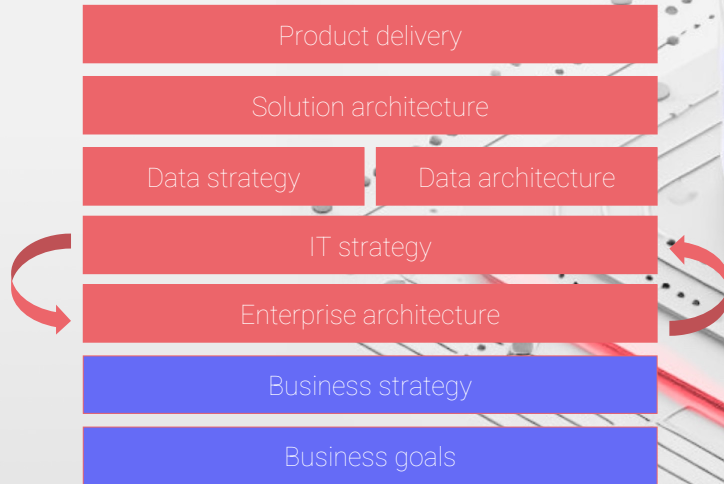 Product delivery
Solution architecture
Data strategy
Data architecture
IT strategy
Enterprise architecture
Business strategy
Business goals